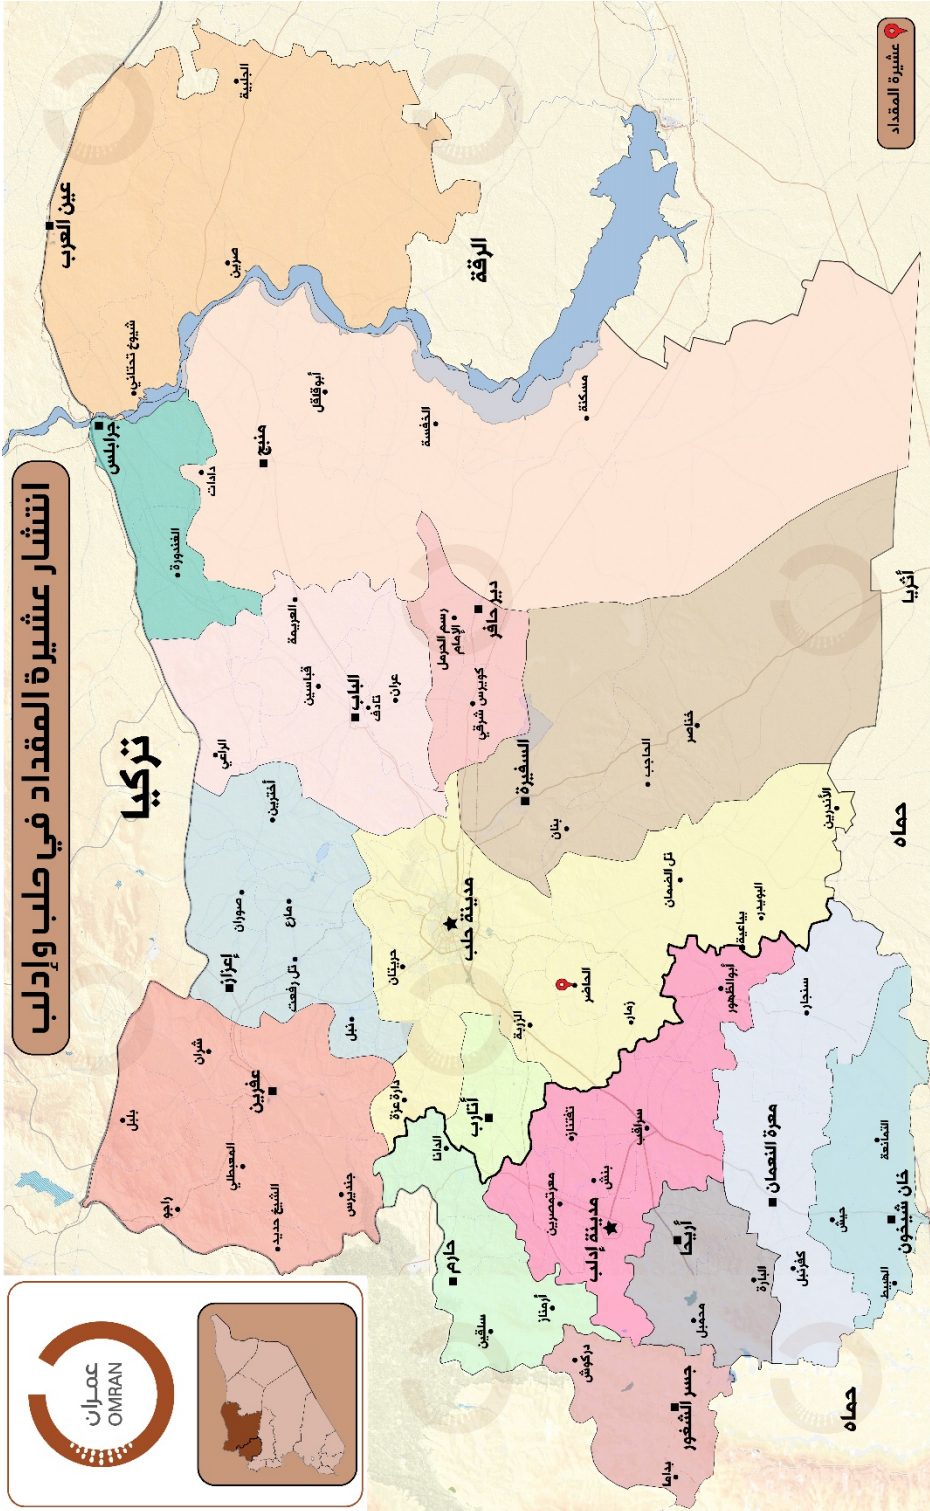 انتشار عشيرة المقداد في حلب وإدلب
عشيرة المقداد
عمران
OMRAN
تركيا
الرقة
أثريا
حماه
حماه
عين العرب
الجلبية
صرين
شيوخ تحتاني
جرابلس
الغندورة
دادات
منبج
أبوقلقل
الخفسة
مسكنة
العريمة
قباسين
الباب
تادف
عران
الراعي
رسم الحرمل
الإمام
دير حافر
كويرس شرقي
السفيرة
خناصر
الحاجب
بنان
أخترين
صوران
مارع
إعزاز
تل رفعت
نبل
حريتان
مدينة حلب
تل الضمان
الأندرين
البويدر
بياعية
الحاضر
الزربة
زمار
دارة عزة
أتارب
شران
عفرين
بلبل
المعبطلي
راجو
الشيخ حديد
جنديرس
الدانا
حارم
سلقين
أرمناز
تفتناز
سراقب
بنش
معرتمصرين
مدينة إدلب
أبوالظهور
سنجار
معرة النعمان
كفرنبل
التمانعة
خان شيخون
حيش
الهبيط
أريحا
البارة
محمبل
دركوش
جسر الشغور
بداما